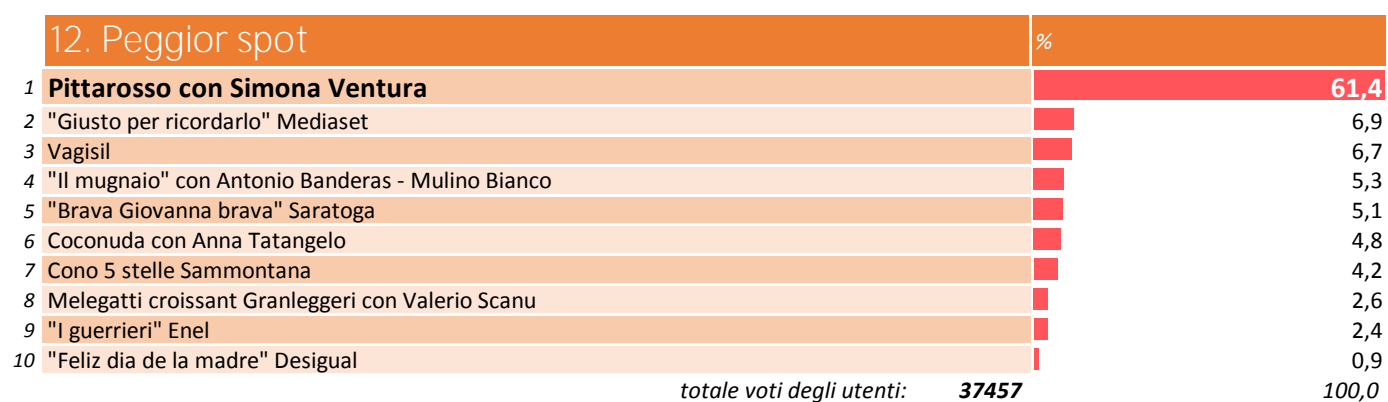 12. Peggior spot %
1 Pittarosso con Simona Ventura 61,4
2 "Giusto per ricordarlo" Mediaset 6,9
3 Vagisil 6,7
4 "Il mugnaio" con Antonio Banderas - Mulino Bianco 5,3
5 "Brava Giovanna brava" Saratoga 5,1
6 Coconuda con Anna Tatangelo 4,8
7 Cono 5 stelle Sammontana 4,2
8 Melegatti croissant Granleggeri con Valerio Scanu 2,6
9 "I guerrieri" Enel 2,4
10 "Feliz dia de la madre" Desigual 0,9
totale voti degli utenti: 37457 100,0